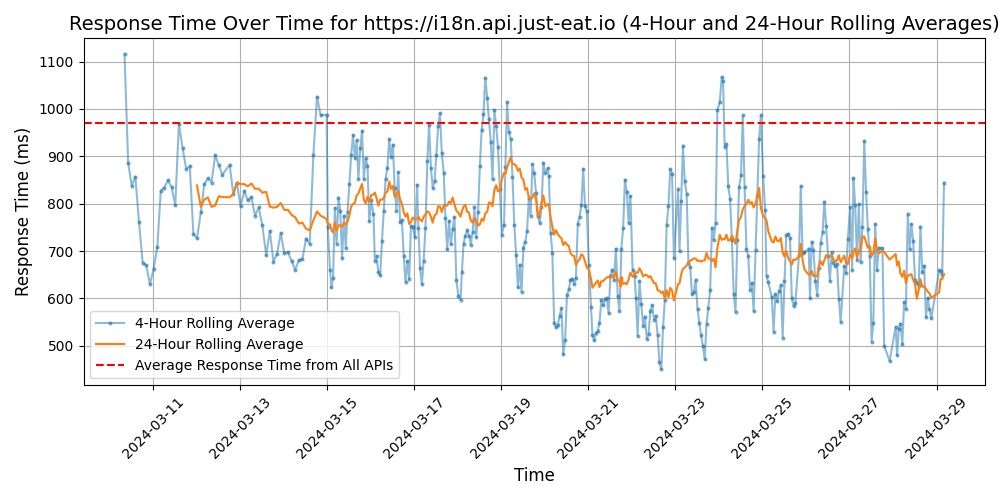 Response Time Over Time for https://i18n.api.just-eat.io (4-Hour and 24-Hour Rolling Averages)
Response Time (ms)
1100
1000
900
800
700
600
500
4-Hour Rolling Average
24-Hour Rolling Average
Average Response Time from All APIs
2024-03-11
2024-03-13
2024-03-15
2024-03-17
2024-03-19
2024-03-21
2024-03-23
2024-03-25
2024-03-27
2024-03-29
Time